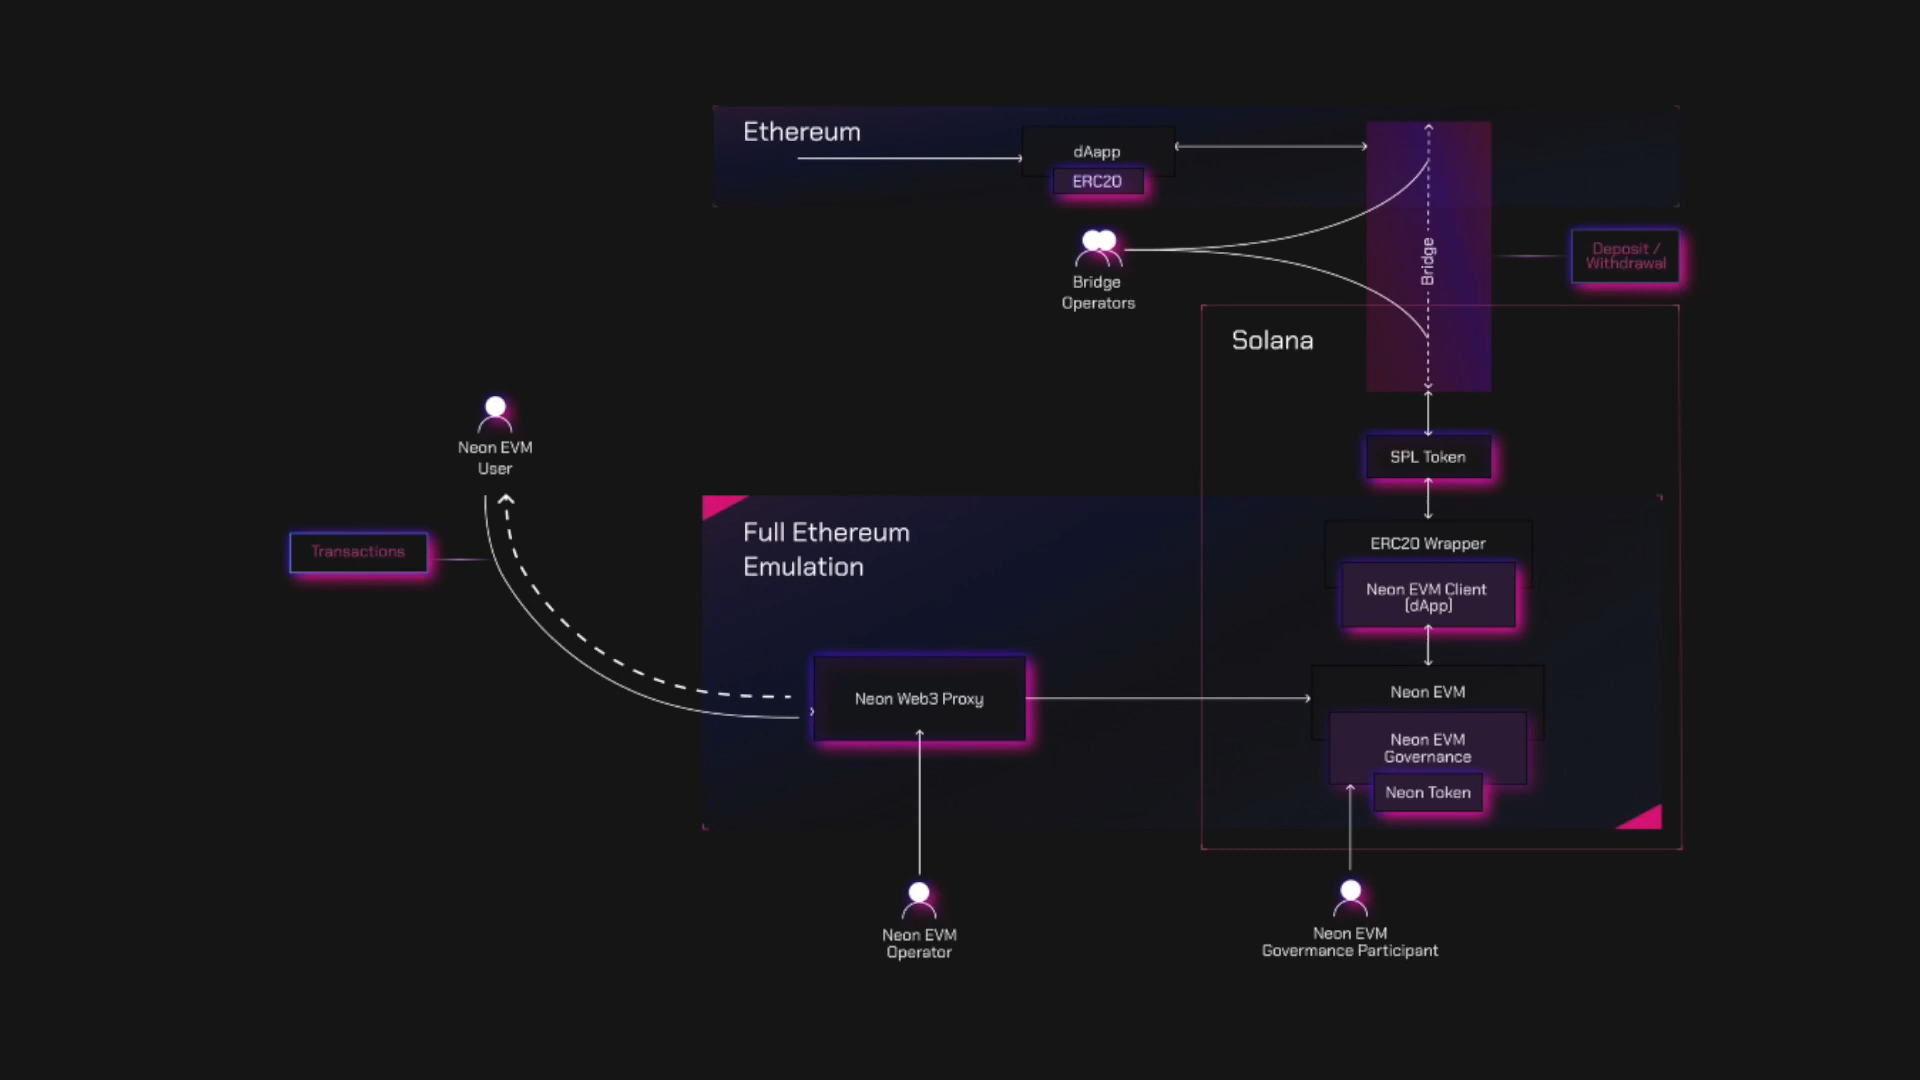 Ethereum
dAapp
ERC20
Bridge
Operators
Bridge
Deposit /
Withdrawal
Solana
Neon EVM
User
SPL Token
Transactions
Full Ethereum
Emulation
ERC20 Wrapper
Neon EVM Client
(dApp)
Neon Web3 Proxy
Neon EVM
Neon EVM
Governance
Neon Token
Neon EVM
Operator
Neon EVM
Govermance Participant